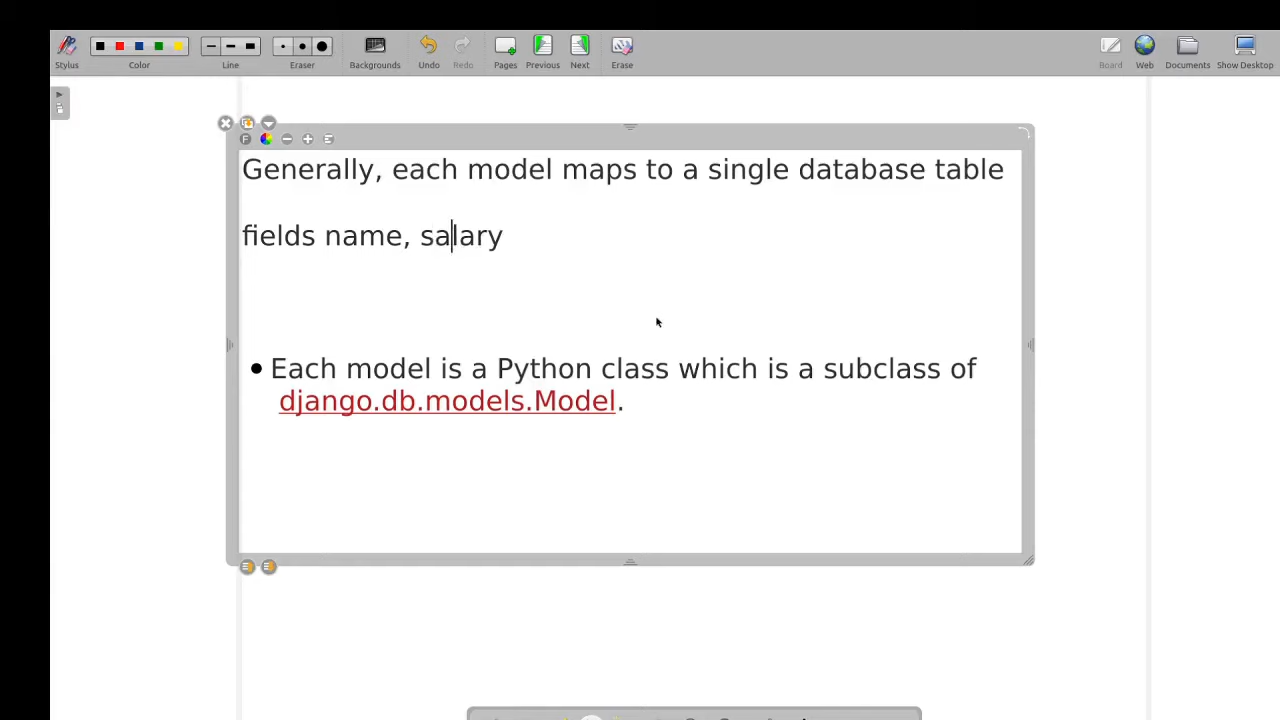 Stylus
Color
Line
Eraser
Backgrounds
Undo
Redo
Pages
Previous
Next
Erase
Board
Web
Documents
Show Desktop
F
Generally, each model maps to a single database table
fields name, salary
• Each model is a Python class which is a subclass of
django.db.models.Model.